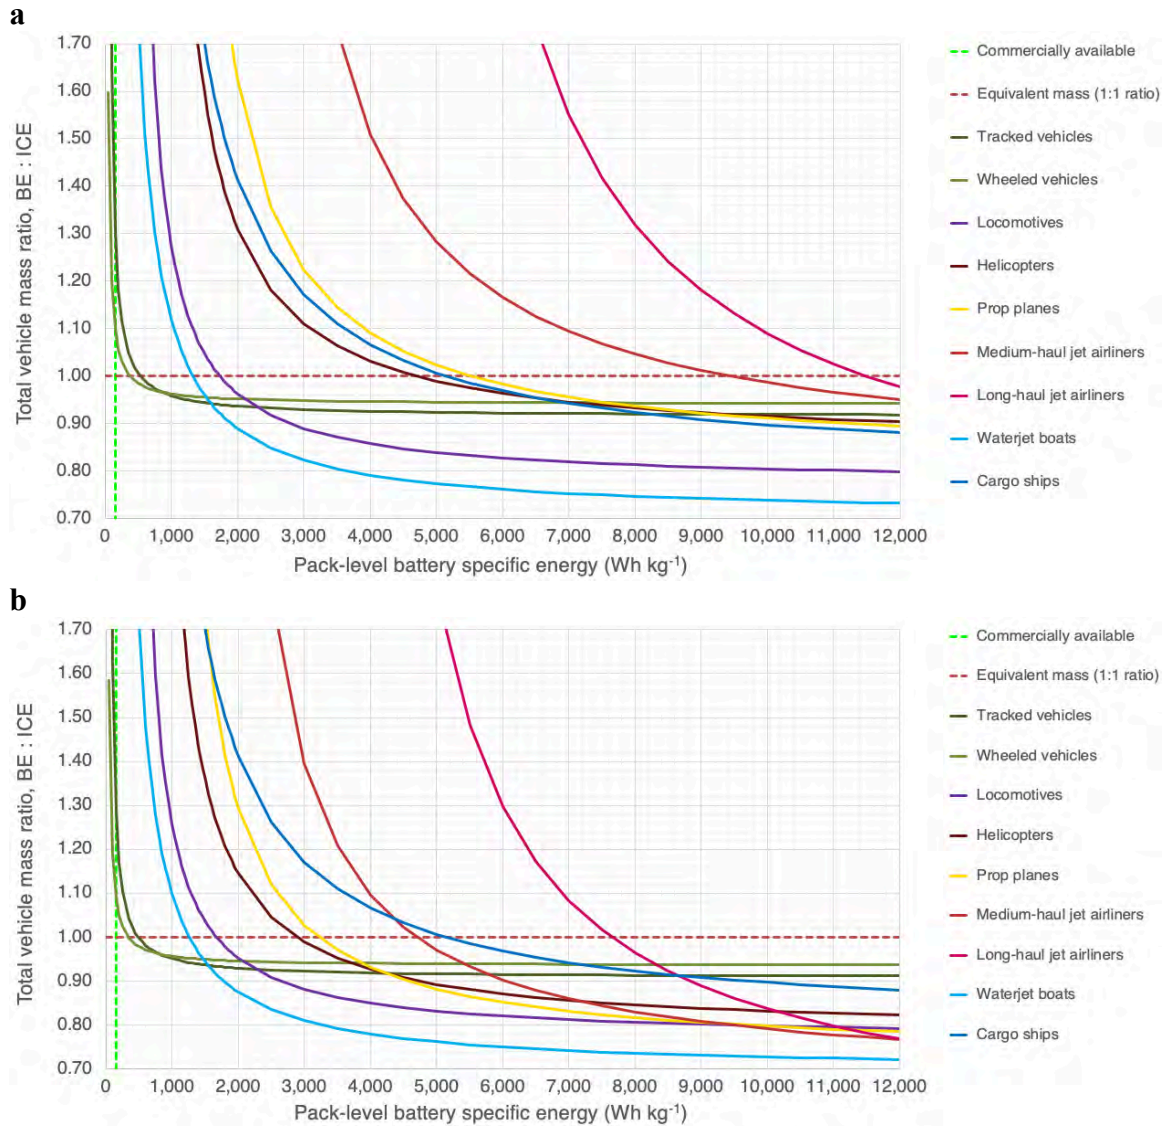 a
1.70
1.60
1.50
1.40
1.30
1.20
1.10
1.00
0.90
0.80
0.70
Total vehicle mass ratio, BE : ICE
0 1,000 2,000 3,000 4,000 5,000 6,000 7,000 8,000 9,000 10,000 11,000 12,000
Pack-level battery specific energy (Wh kg⁻¹)
Commercially available
Equivalent mass (1:1 ratio)
Tracked vehicles
Wheeled vehicles
Locomotives
Helicopters
Prop planes
Medium-haul jet airliners
Long-haul jet airliners
Waterjet boats
Cargo ships
b
1.70
1.60
1.50
1.40
1.30
1.20
1.10
1.00
0.90
0.80
0.70
Total vehicle mass ratio, BE : ICE
0 1,000 2,000 3,000 4,000 5,000 6,000 7,000 8,000 9,000 10,000 11,000 12,000
Pack-level battery specific energy (Wh kg⁻¹)
Commercially available
Equivalent mass (1:1 ratio)
Tracked vehicles
Wheeled vehicles
Locomotives
Helicopters
Prop planes
Medium-haul jet airliners
Long-haul jet airliners
Waterjet boats
Cargo ships